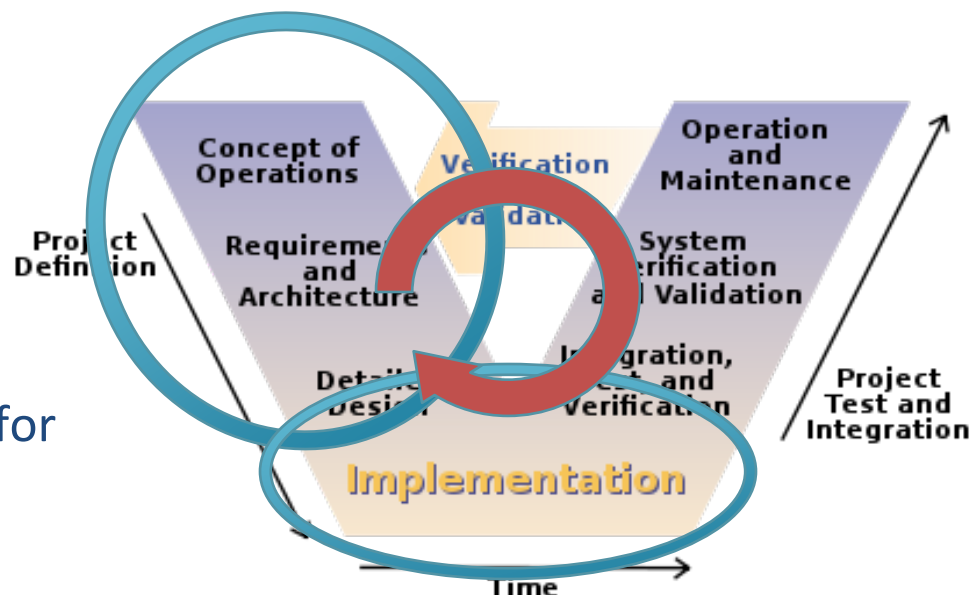 Concept of
Operations
Verification
Validation
Operation
and
Maintenance
Project
Definition
Requirements
and
Architecture
System
Verification
and Validation
Detailed
Design
Integration,
Test, and
Verification
Project
Test and
Integration
for
Implementation
Time